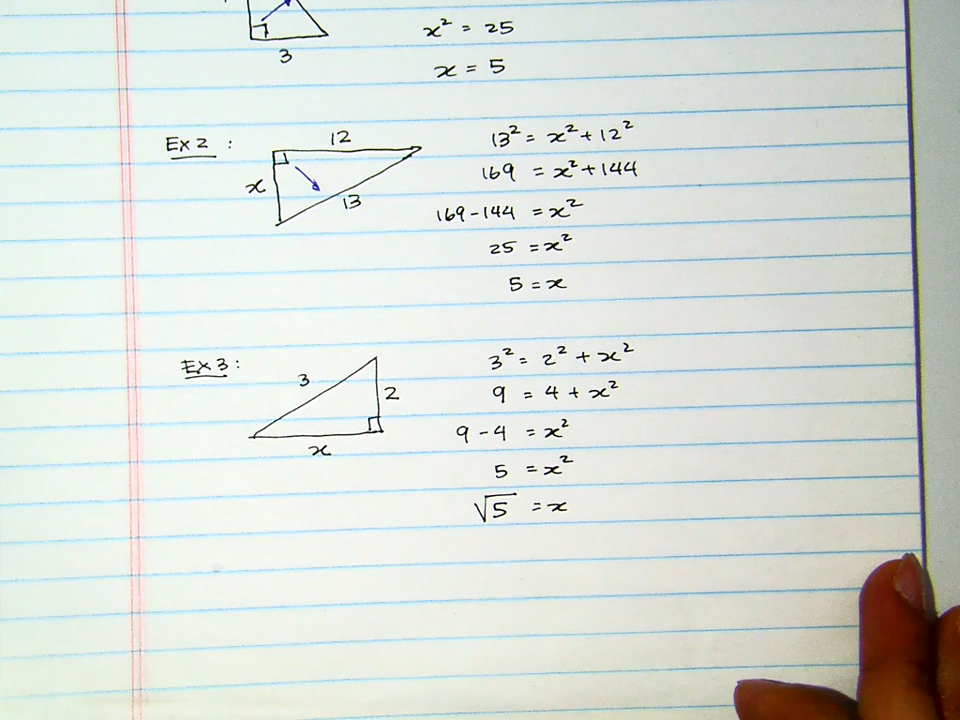 3
x² = 25
x = 5
Ex 2 :
12
x
13
13² = x² + 12²
169 = x² + 144
169 - 144 = x²
25 = x²
5 = x
Ex 3 :
3
2
x
3² = 2² + x²
9 = 4 + x²
9 - 4 = x²
5 = x²
√5 = x